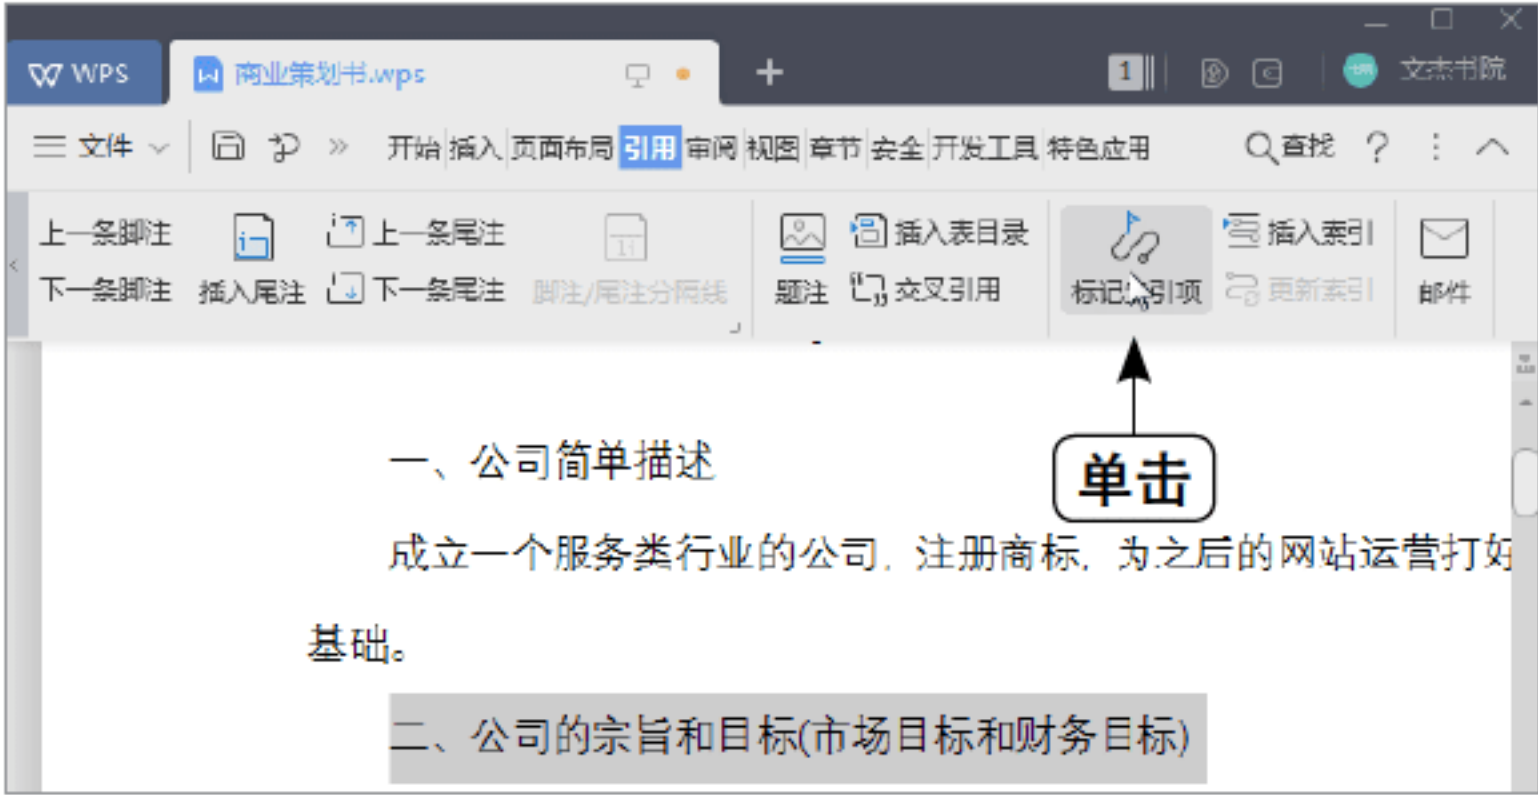 WPS 商业策划书.wps 1 文杰书院
文件 开始 插入 页面布局 引用 审阅 视图 章节 安全 开发工具 特色应用 查找 ?
上一条脚注 上一条尾注 插入表目录 插入索引
下一条脚注 插入尾注 下一条尾注 脚注/尾注分隔线 题注 交叉引用 标记索引项 更新索引 邮件
一、公司简单描述
单击
成立一个服务类行业的公司,注册商标,为之后的网站运营打好
基础。
二、公司的宗旨和目标(市场目标和财务目标)